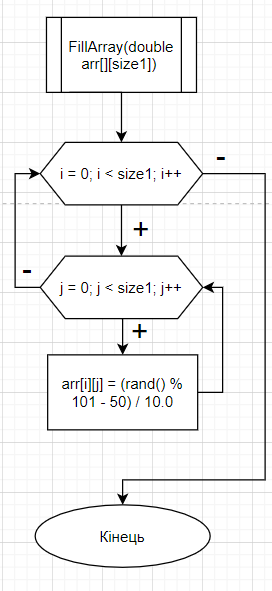 FillArray(double
arr[][size1])
i = 0; i < size1; i++
-
+
j = 0; j < size1; j++
-
+
arr[i][j] = (rand() %
101 - 50) / 10.0
Кінець